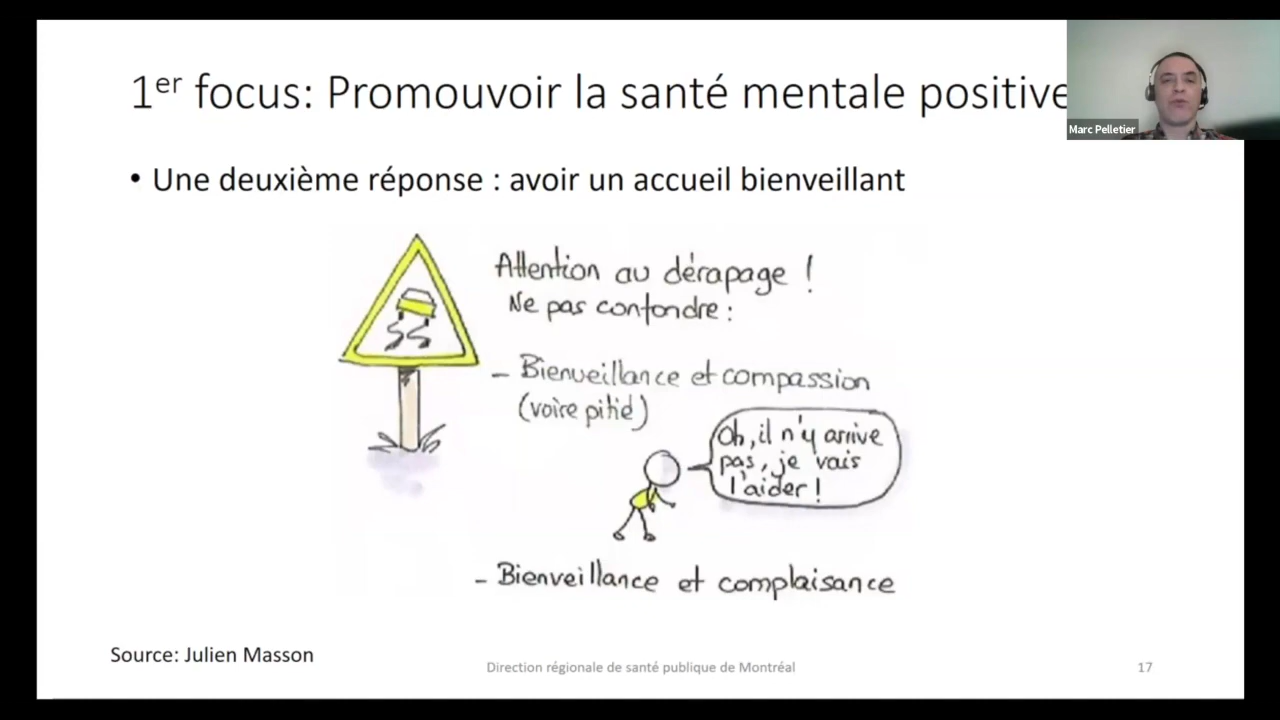 1er focus: Promouvoir la santé mentale positive
Marc Pelletier
• Une deuxième réponse : avoir un accueil bienveillant
Attention au dérapage !
Ne pas confondre :
- Bienveillance et compassion
(voire pitié)
Oh, il n'y arrive
pas, je vais
l'aider !
- Bienveillance et complaisance
Source: Julien Masson
Direction régionale de santé publique de Montréal
17